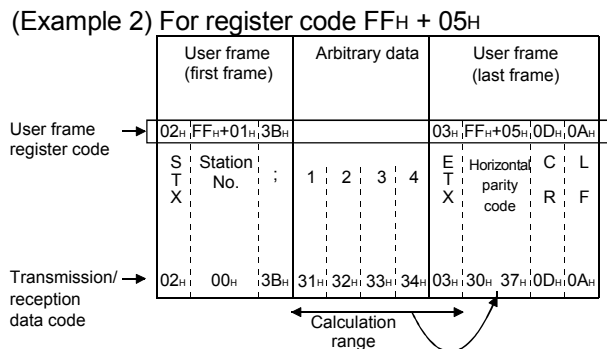 (Example 2) For register code FFH + 05H
User frame
(first frame)
Arbitrary data
User frame
(last frame)
User frame
register code
02H FFH+01H 3BH 03H FFH+05H 0DH 0AH
S
T
X
Station
No.
;
1 2 3 4
E
T
X
Horizontal
parity
code
C
R
L
F
Transmission/
reception
data code
02H 00H 3BH 31H 32H 33H 34H 03H 30H 37H 0DH 0AH
Calculation
range